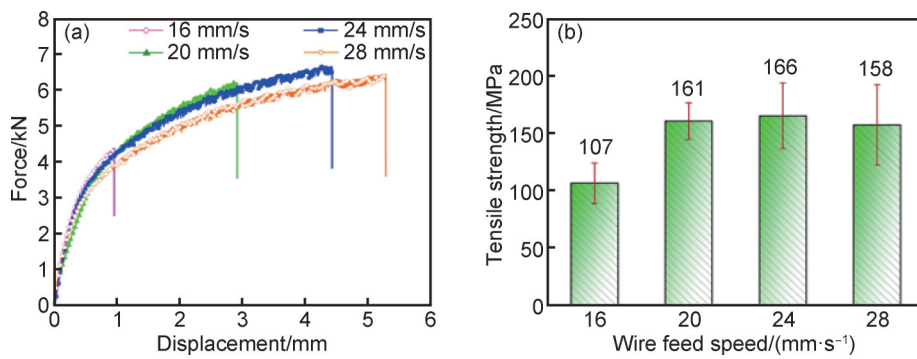 (a)
16 mm/s
24 mm/s
20 mm/s
28 mm/s
8
7
6
5
4
3
2
1
0
Force/kN
0 1 2 3 4 5 6
Displacement/mm
(b)
250
200
150
100
50
0
Tensile strength/MPa
107
161
166
158
16 20 24 28
Wire feed speed/(mm·s⁻¹)